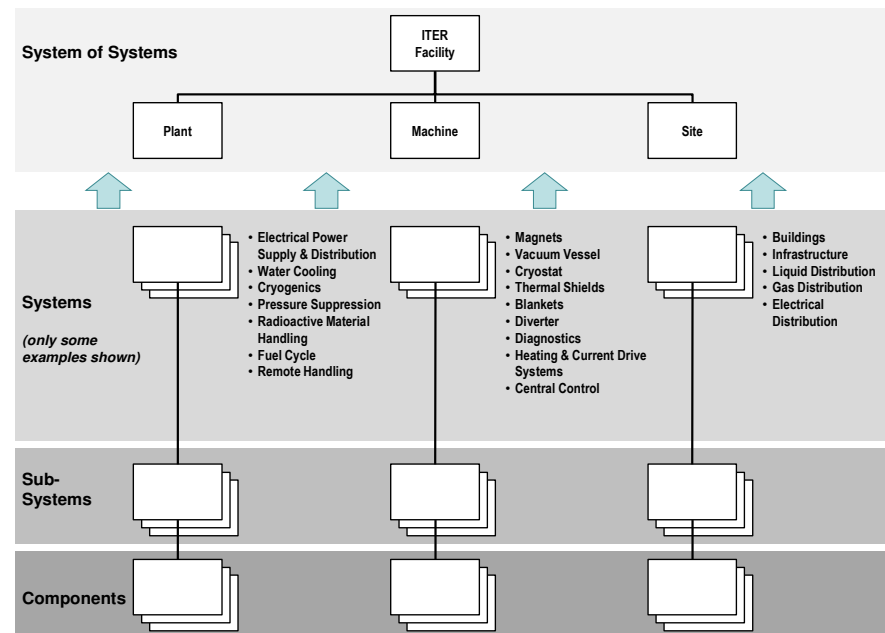 System of Systems
ITER
Facility
Plant
Machine
Site
Systems
(only some
examples shown)
• Electrical Power
Supply & Distribution
• Water Cooling
• Cryogenics
• Pressure Suppression
• Radioactive Material
Handling
• Fuel Cycle
• Remote Handling
• Magnets
• Vacuum Vessel
• Cryostat
• Thermal Shields
• Blankets
• Diverter
• Diagnostics
• Heating & Current Drive
Systems
• Central Control
• Buildings
• Infrastructure
• Liquid Distribution
• Gas Distribution
• Electrical
Distribution
Sub-
Systems
Components